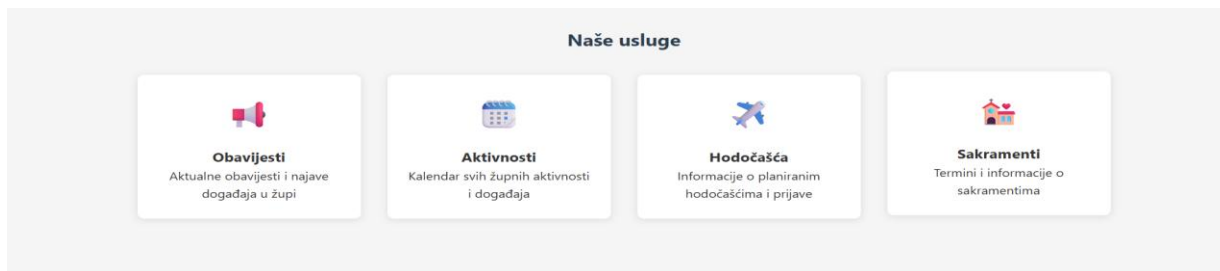 Naše usluge
Obavijesti
Aktualne obavijesti i najave
događaja u župi
Aktivnosti
Kalendar svih župnih aktivnosti
i događaja
Hodočašća
Informacije o planiranim
hodočašćima i prijave
Sakramenti
Termini i informacije o
sakramentima